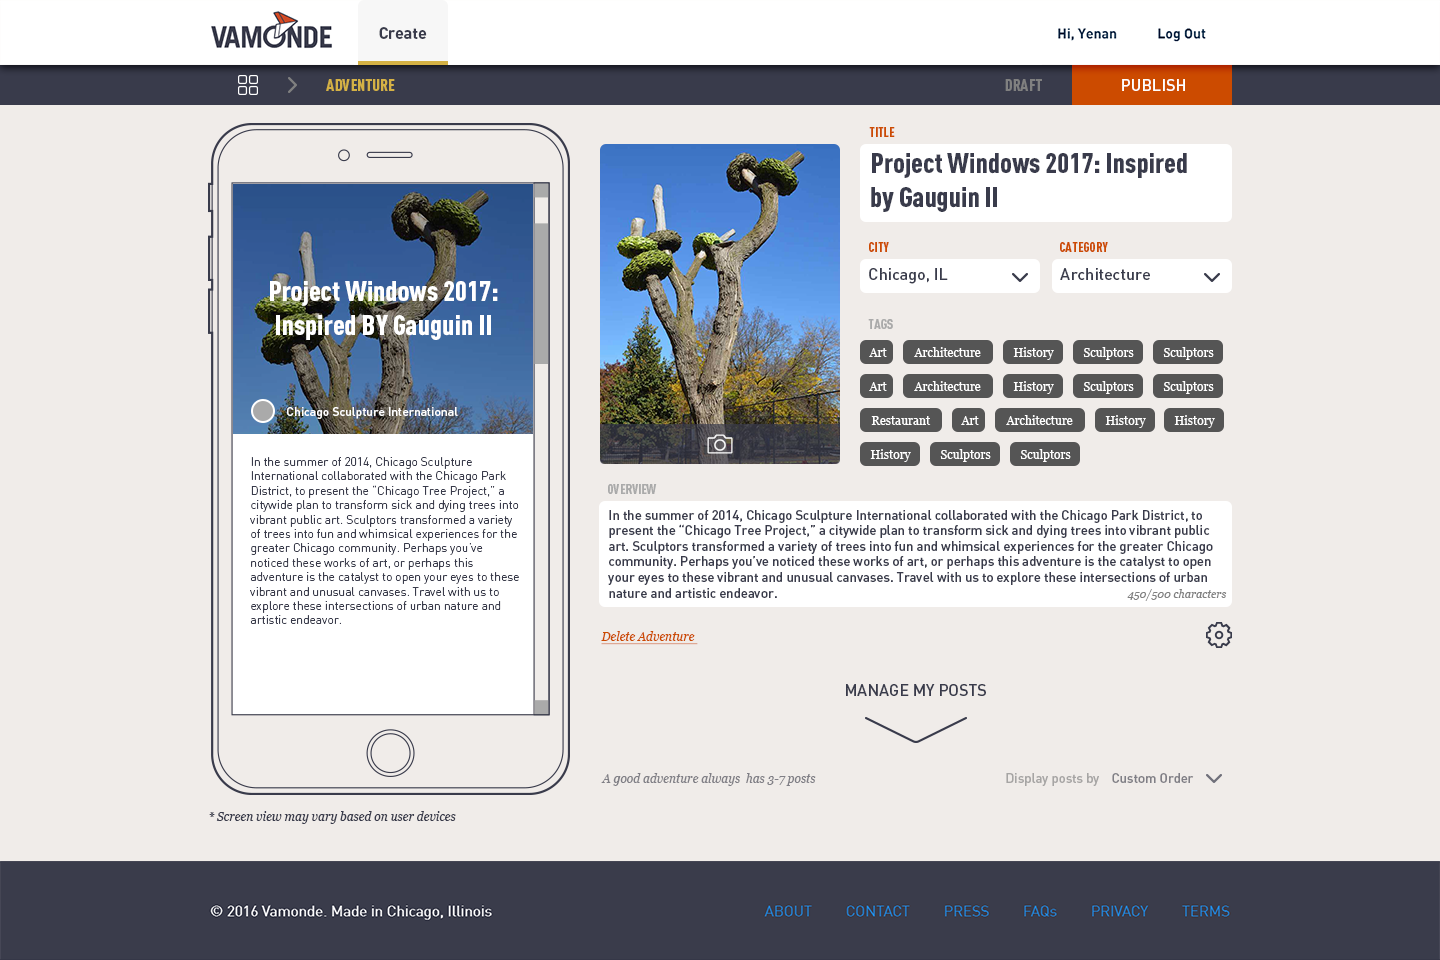 VAMONDE
Create
Hi, Yenan
Log Out
ADVENTURE
DRAFT
PUBLISH
Project Windows 2017:
Inspired BY Gauguin II
Chicago Sculpture International
In the summer of 2014, Chicago Sculpture
International collaborated with the Chicago Park
District, to present the “Chicago Tree Project,” a
citywide plan to transform sick and dying trees into
vibrant public art. Sculptors transformed a variety
of trees into fun and whimsical experiences for the
greater Chicago community. Perhaps you’ve
noticed these works of art, or perhaps this
adventure is the catalyst to open your eyes to these
vibrant and unusual canvases. Travel with us to
explore these intersections of urban nature and
artistic endeavor.
* Screen view may vary based on user devices
TITLE
Project Windows 2017: Inspired
by Gauguin II
CITY
CATEGORY
Chicago, IL
Architecture
TAGS
Art Architecture History Sculptors Sculptors
Art Architecture History Sculptors Sculptors
Restaurant Art Architecture History History
History Sculptors Sculptors
OVERVIEW
In the summer of 2014, Chicago Sculpture International collaborated with the Chicago Park District, to
present the “Chicago Tree Project,” a citywide plan to transform sick and dying trees into vibrant public
art. Sculptors transformed a variety of trees into fun and whimsical experiences for the greater Chicago
community. Perhaps you’ve noticed these works of art, or perhaps this adventure is the catalyst to open
your eyes to these vibrant and unusual canvases. Travel with us to explore these intersections of urban
nature and artistic endeavor.
450/500 characters
Delete Adventure
MANAGE MY POSTS
A good adventure always has 3-7 posts
Display posts by Custom Order
© 2016 Vamonde. Made in Chicago, Illinois
ABOUT CONTACT PRESS FAQs PRIVACY TERMS